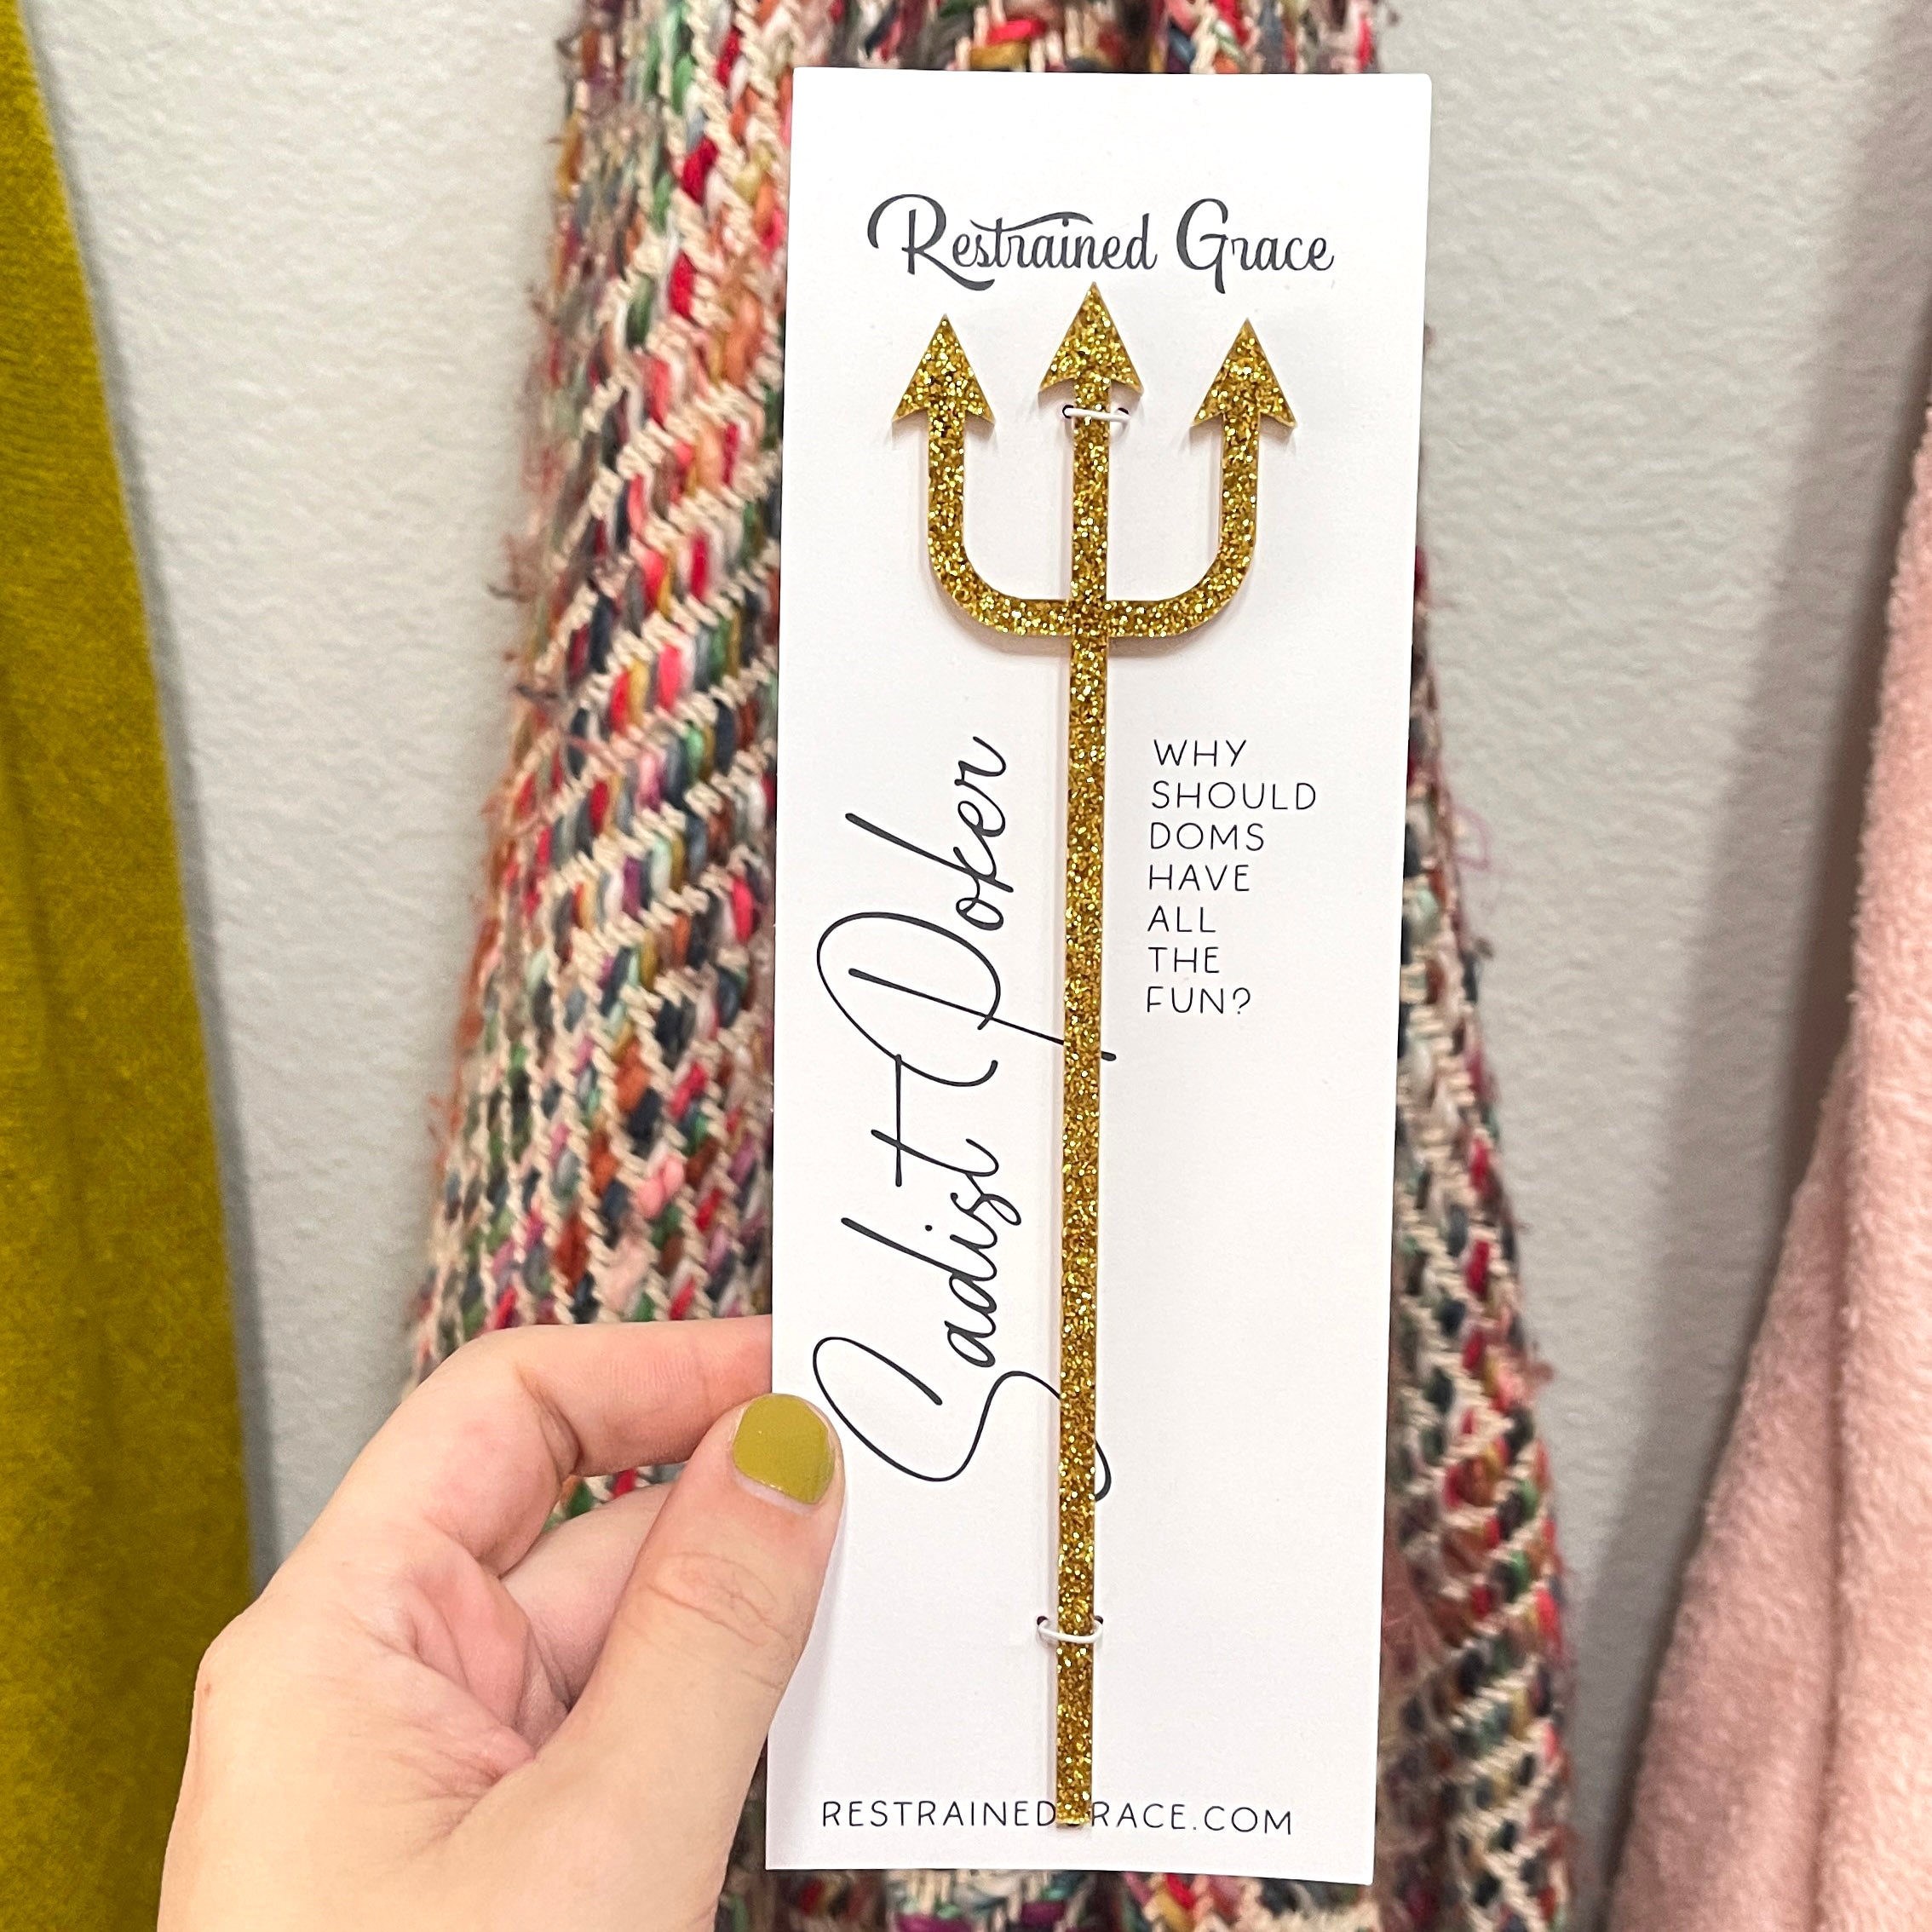 Restrained Grace
Sadist Poker
WHY
SHOULD
DOMS
HAVE
ALL
THE
FUN?
RESTRAINEDGRACE.COM